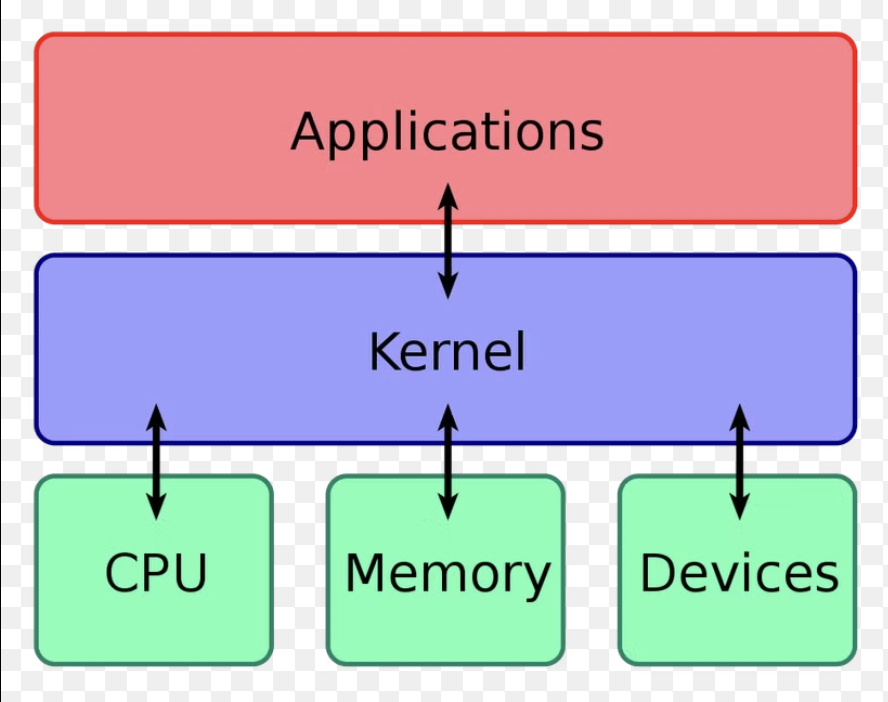 Applications
Kernel
CPU
Memory
Devices